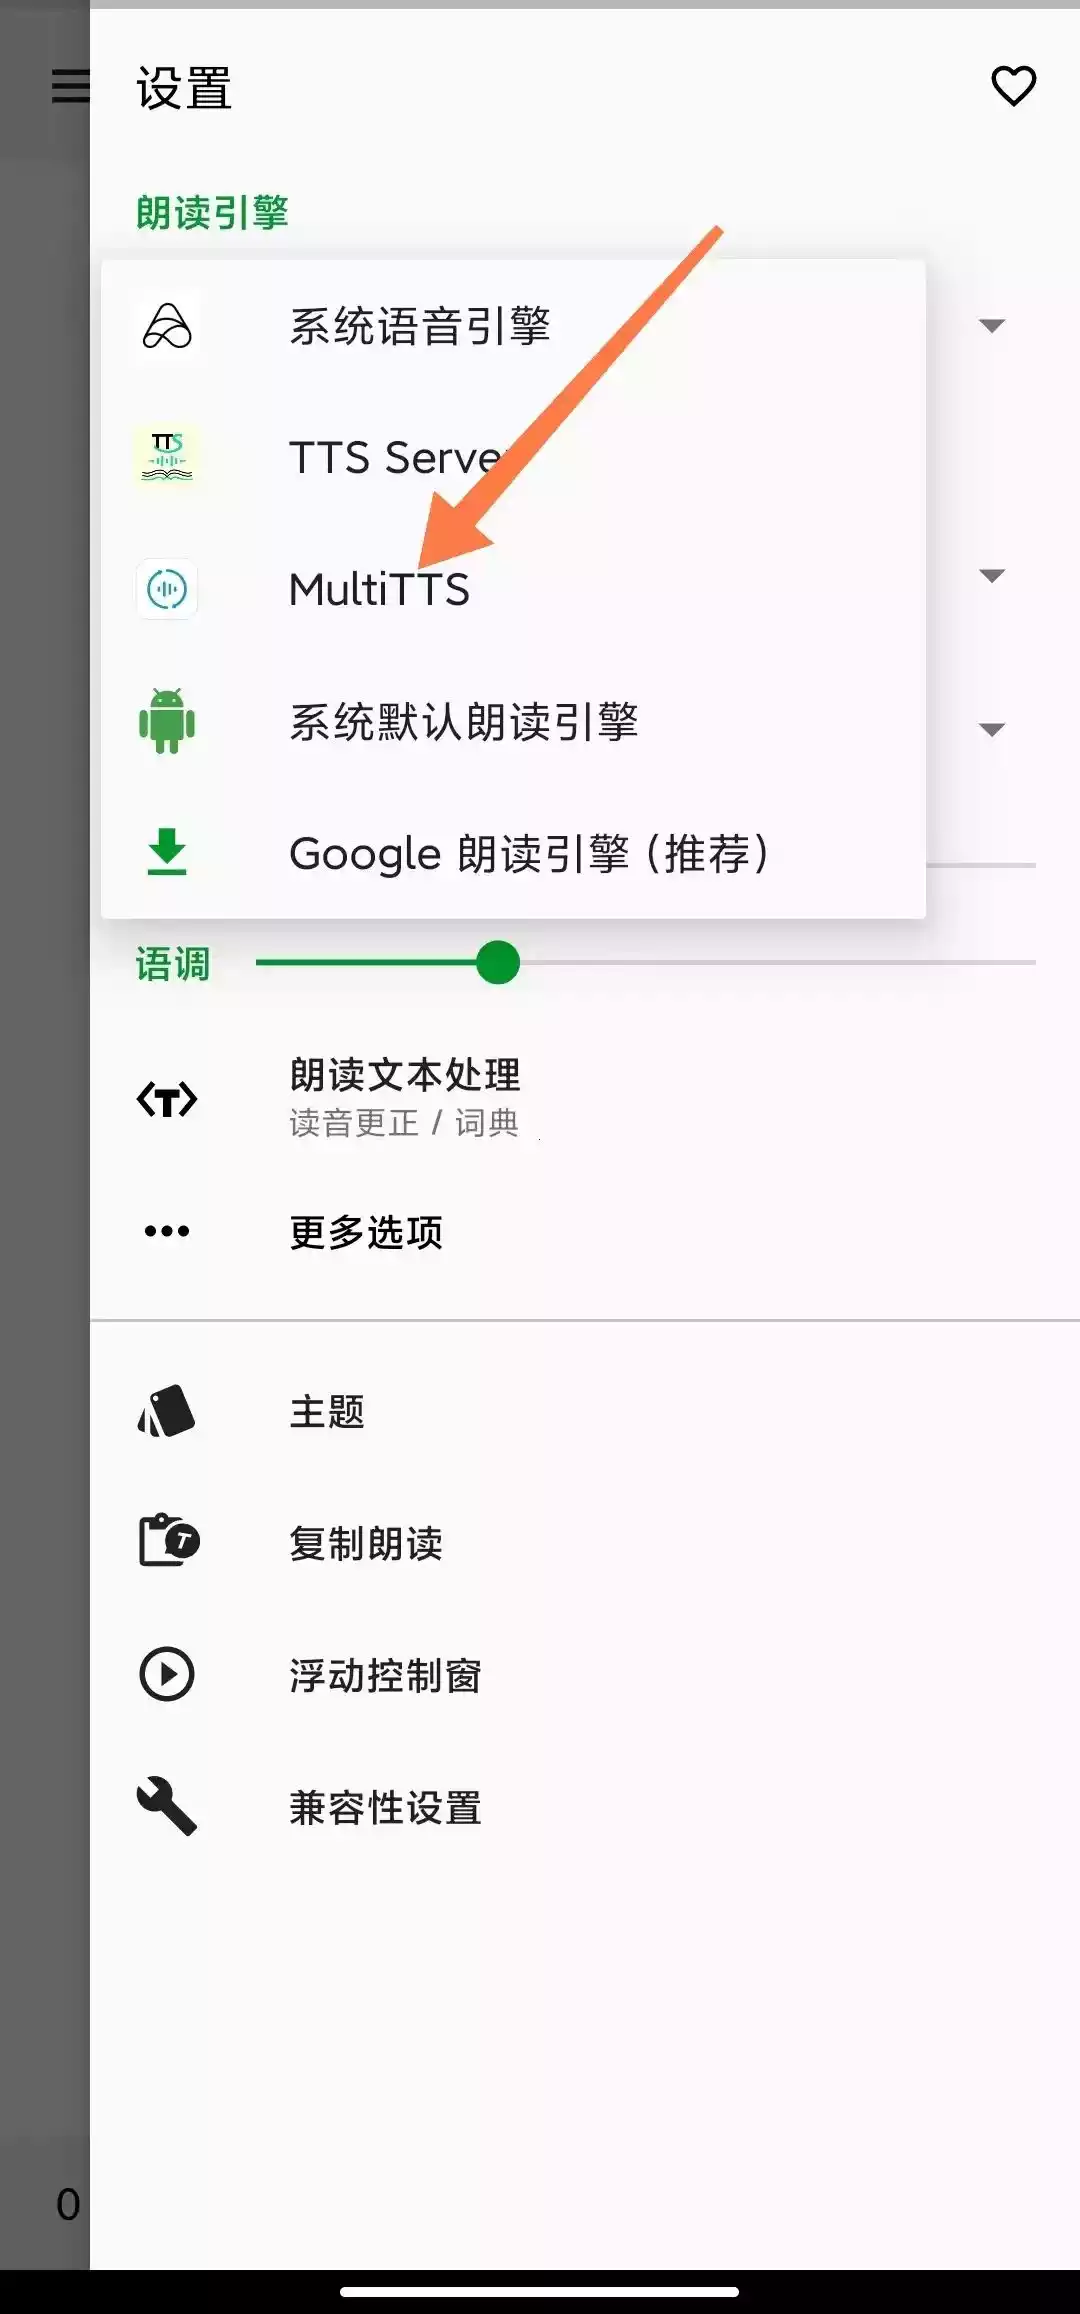 设置
朗读引擎
系统语音引擎
TTS
TTS Serve
MultiTTS
系统默认朗读引擎
Google 朗读引擎（推荐）
语调
朗读文本处理
读音更正 / 词典
更多选项
主题
复制朗读
浮动控制窗
兼容性设置
0